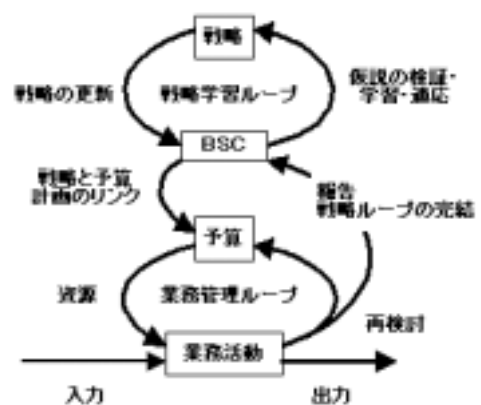 戦略
戦略の更新
戦略学習ループ
仮説の検証・
学習・適応
BSC
戦略と予算
計画のリンク
報告
戦略ループの完結
予算
資源
業務管理ループ
再検討
業務活動
入力
出力